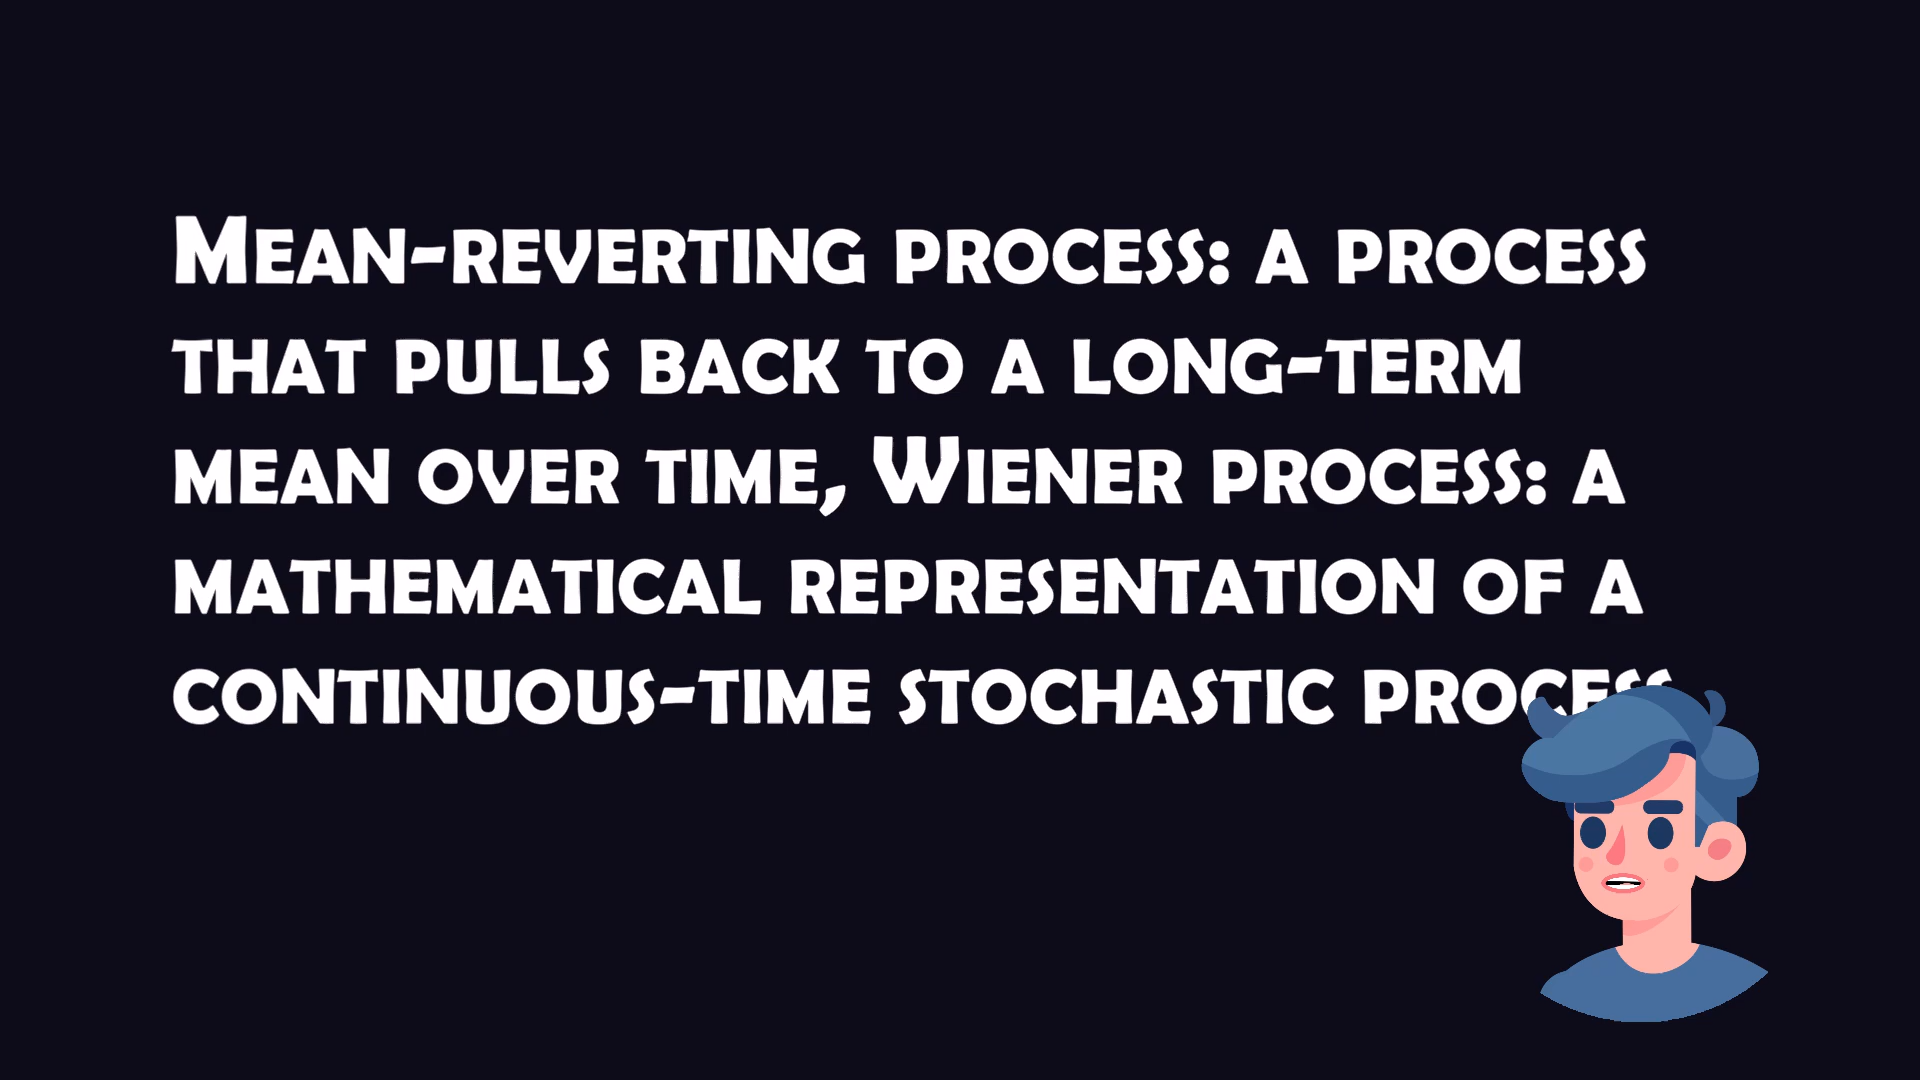 Mean-reverting process: a process
that pulls back to a long-term
mean over time, Wiener process: a
mathematical representation of a
continuous-time stochastic process